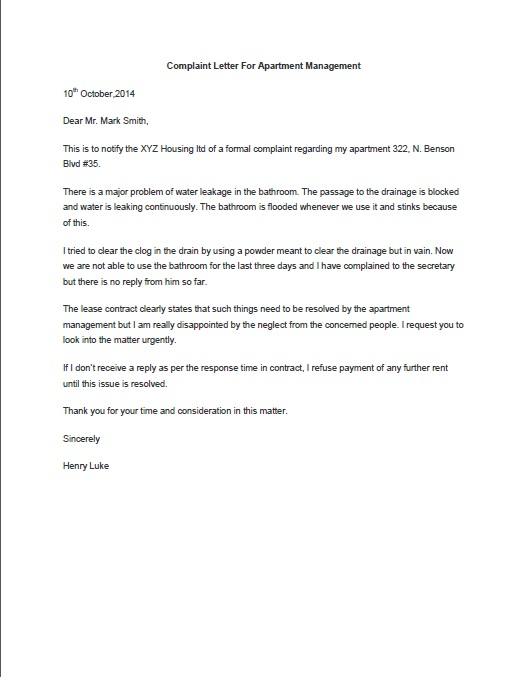 Complaint Letter For Apartment Management
10th October,2014
Dear Mr. Mark Smith,
This is to notify the XYZ Housing ltd of a formal complaint regarding my apartment 322, N. Benson
Blvd #35.
There is a major problem of water leakage in the bathroom. The passage to the drainage is blocked
and water is leaking continuously. The bathroom is flooded whenever we use it and stinks because
of this.
I tried to clear the clog in the drain by using a powder meant to clear the drainage but in vain. Now
we are not able to use the bathroom for the last three days and I have complained to the secretary
but there is no reply from him so far.
The lease contract clearly states that such things need to be resolved by the apartment
management but I am really disappointed by the neglect from the concerned people. I request you to
look into the matter urgently.
If I don't receive a reply as per the response time in contract, I refuse payment of any further rent
until this issue is resolved.
Thank you for your time and consideration in this matter.
Sincerely
Henry Luke